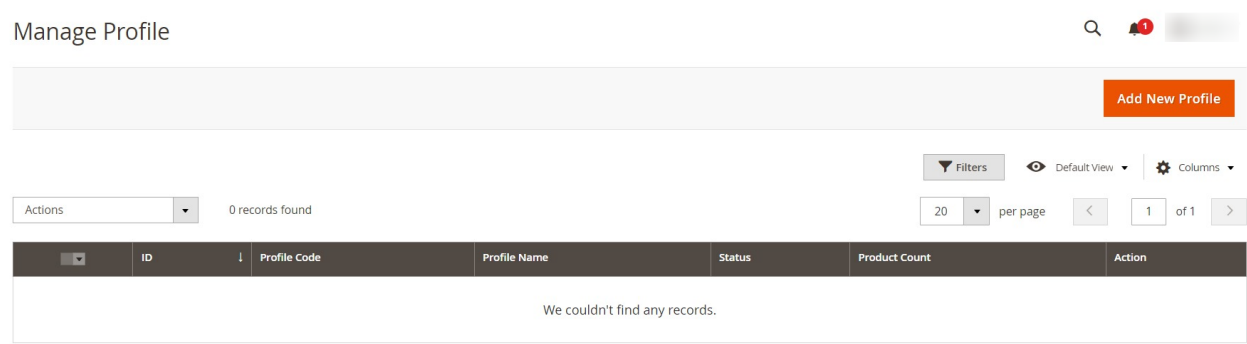 Manage Profile
1
Add New Profile
Filters Default View Columns
Actions 0 records found 20 per page 1 of 1
ID ↓ Profile Code Profile Name Status Product Count Action
We couldn't find any records.